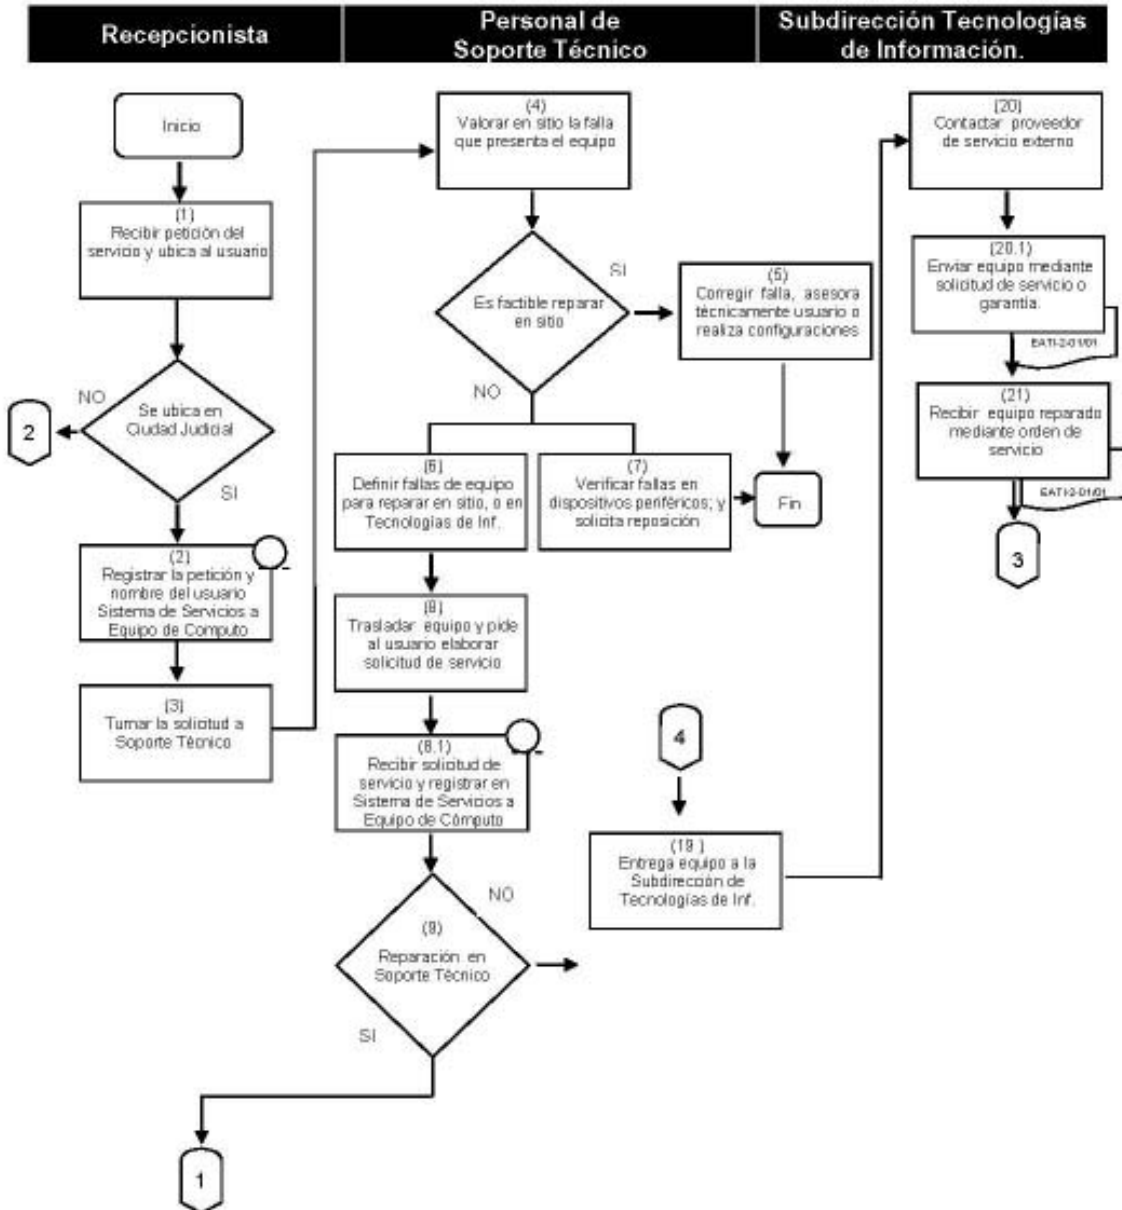 Recepcionista
Personal de
Soporte Técnico
Subdirección Tecnologías
de Información.
Inicio
(1)
Recibir petición del
servicio y ubica al usuario
NO
Se ubica en
Ciudad Judicial
2
SI
(2)
Registrar la petición y
nombre del usuario
Sistema de Servicios a
Equipo de Computo
(3)
Turnar la solicitud a
Soporte Técnico
(4)
Valorar en sitio la falla
que presenta el equipo
SI
Es factible reparar
en sitio
NO
(5)
Corregir falla, asesora
técnicamente usuario o
realiza configuraciones
(6)
Definir fallas de equipo
para reparar en sitio, o en
Tecnologías de Inf.
(7)
Verificar fallas en
dispositivos periféricos; y
solicita reposición
Fin
(8)
Trasladar equipo y pide
al usuario elaborar
solicitud de servicio
(8.1)
Recibir solicitud de
servicio y registrar en
Sistema de Servicios a
Equipo de Cómputo
NO
(9)
Reparación en
Soporte Técnico
SI
1
4
(19 )
Entrega equipo a la
Subdirección de
Tecnologías de Inf.
(20)
Contactar proveedor
de servicio externo
(20.1)
Enviar equipo mediante
solicitud de servicio o
garantía.
EATI-2-01/01
(21)
Recibir equipo reparado
mediante orden de
servicio
EATI-2-01/01
3